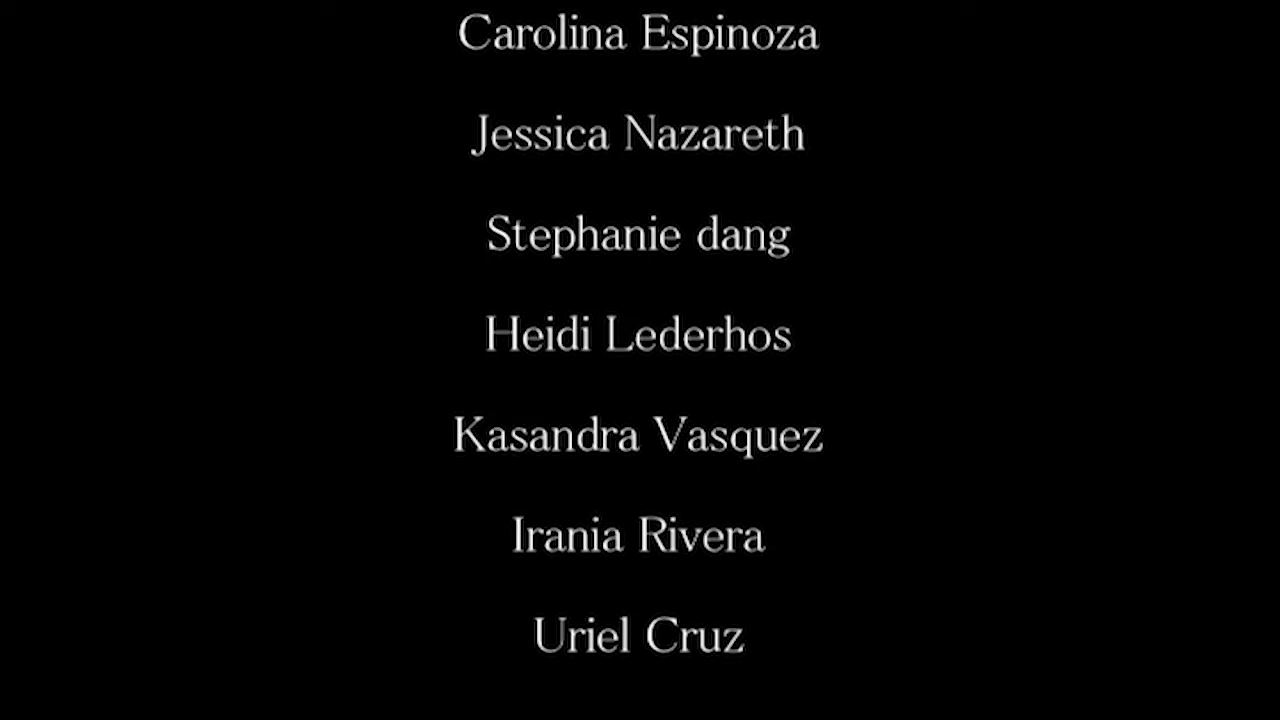 Carolina Espinoza
Jessica Nazareth
Stephanie dang
Heidi Lederhos
Kasandra Vasquez
Irania Rivera
Uriel Cruz